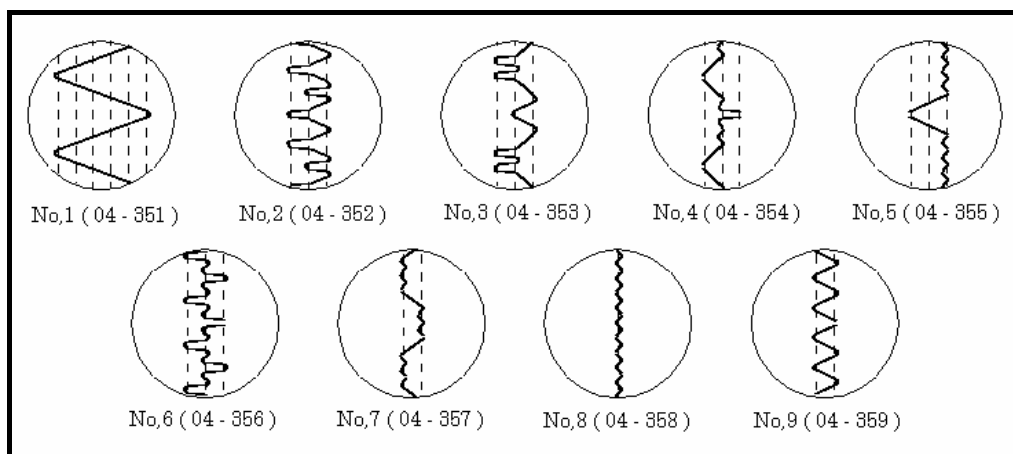 No,1 ( 04 - 351 )
No,2 ( 04 - 352 )
No,3 ( 04 - 353 )
No,4 ( 04 - 354 )
No,5 ( 04 - 355 )
No,6 ( 04 - 356 )
No,7 ( 04 - 357 )
No,8 ( 04 - 358 )
No,9 ( 04 - 359 )